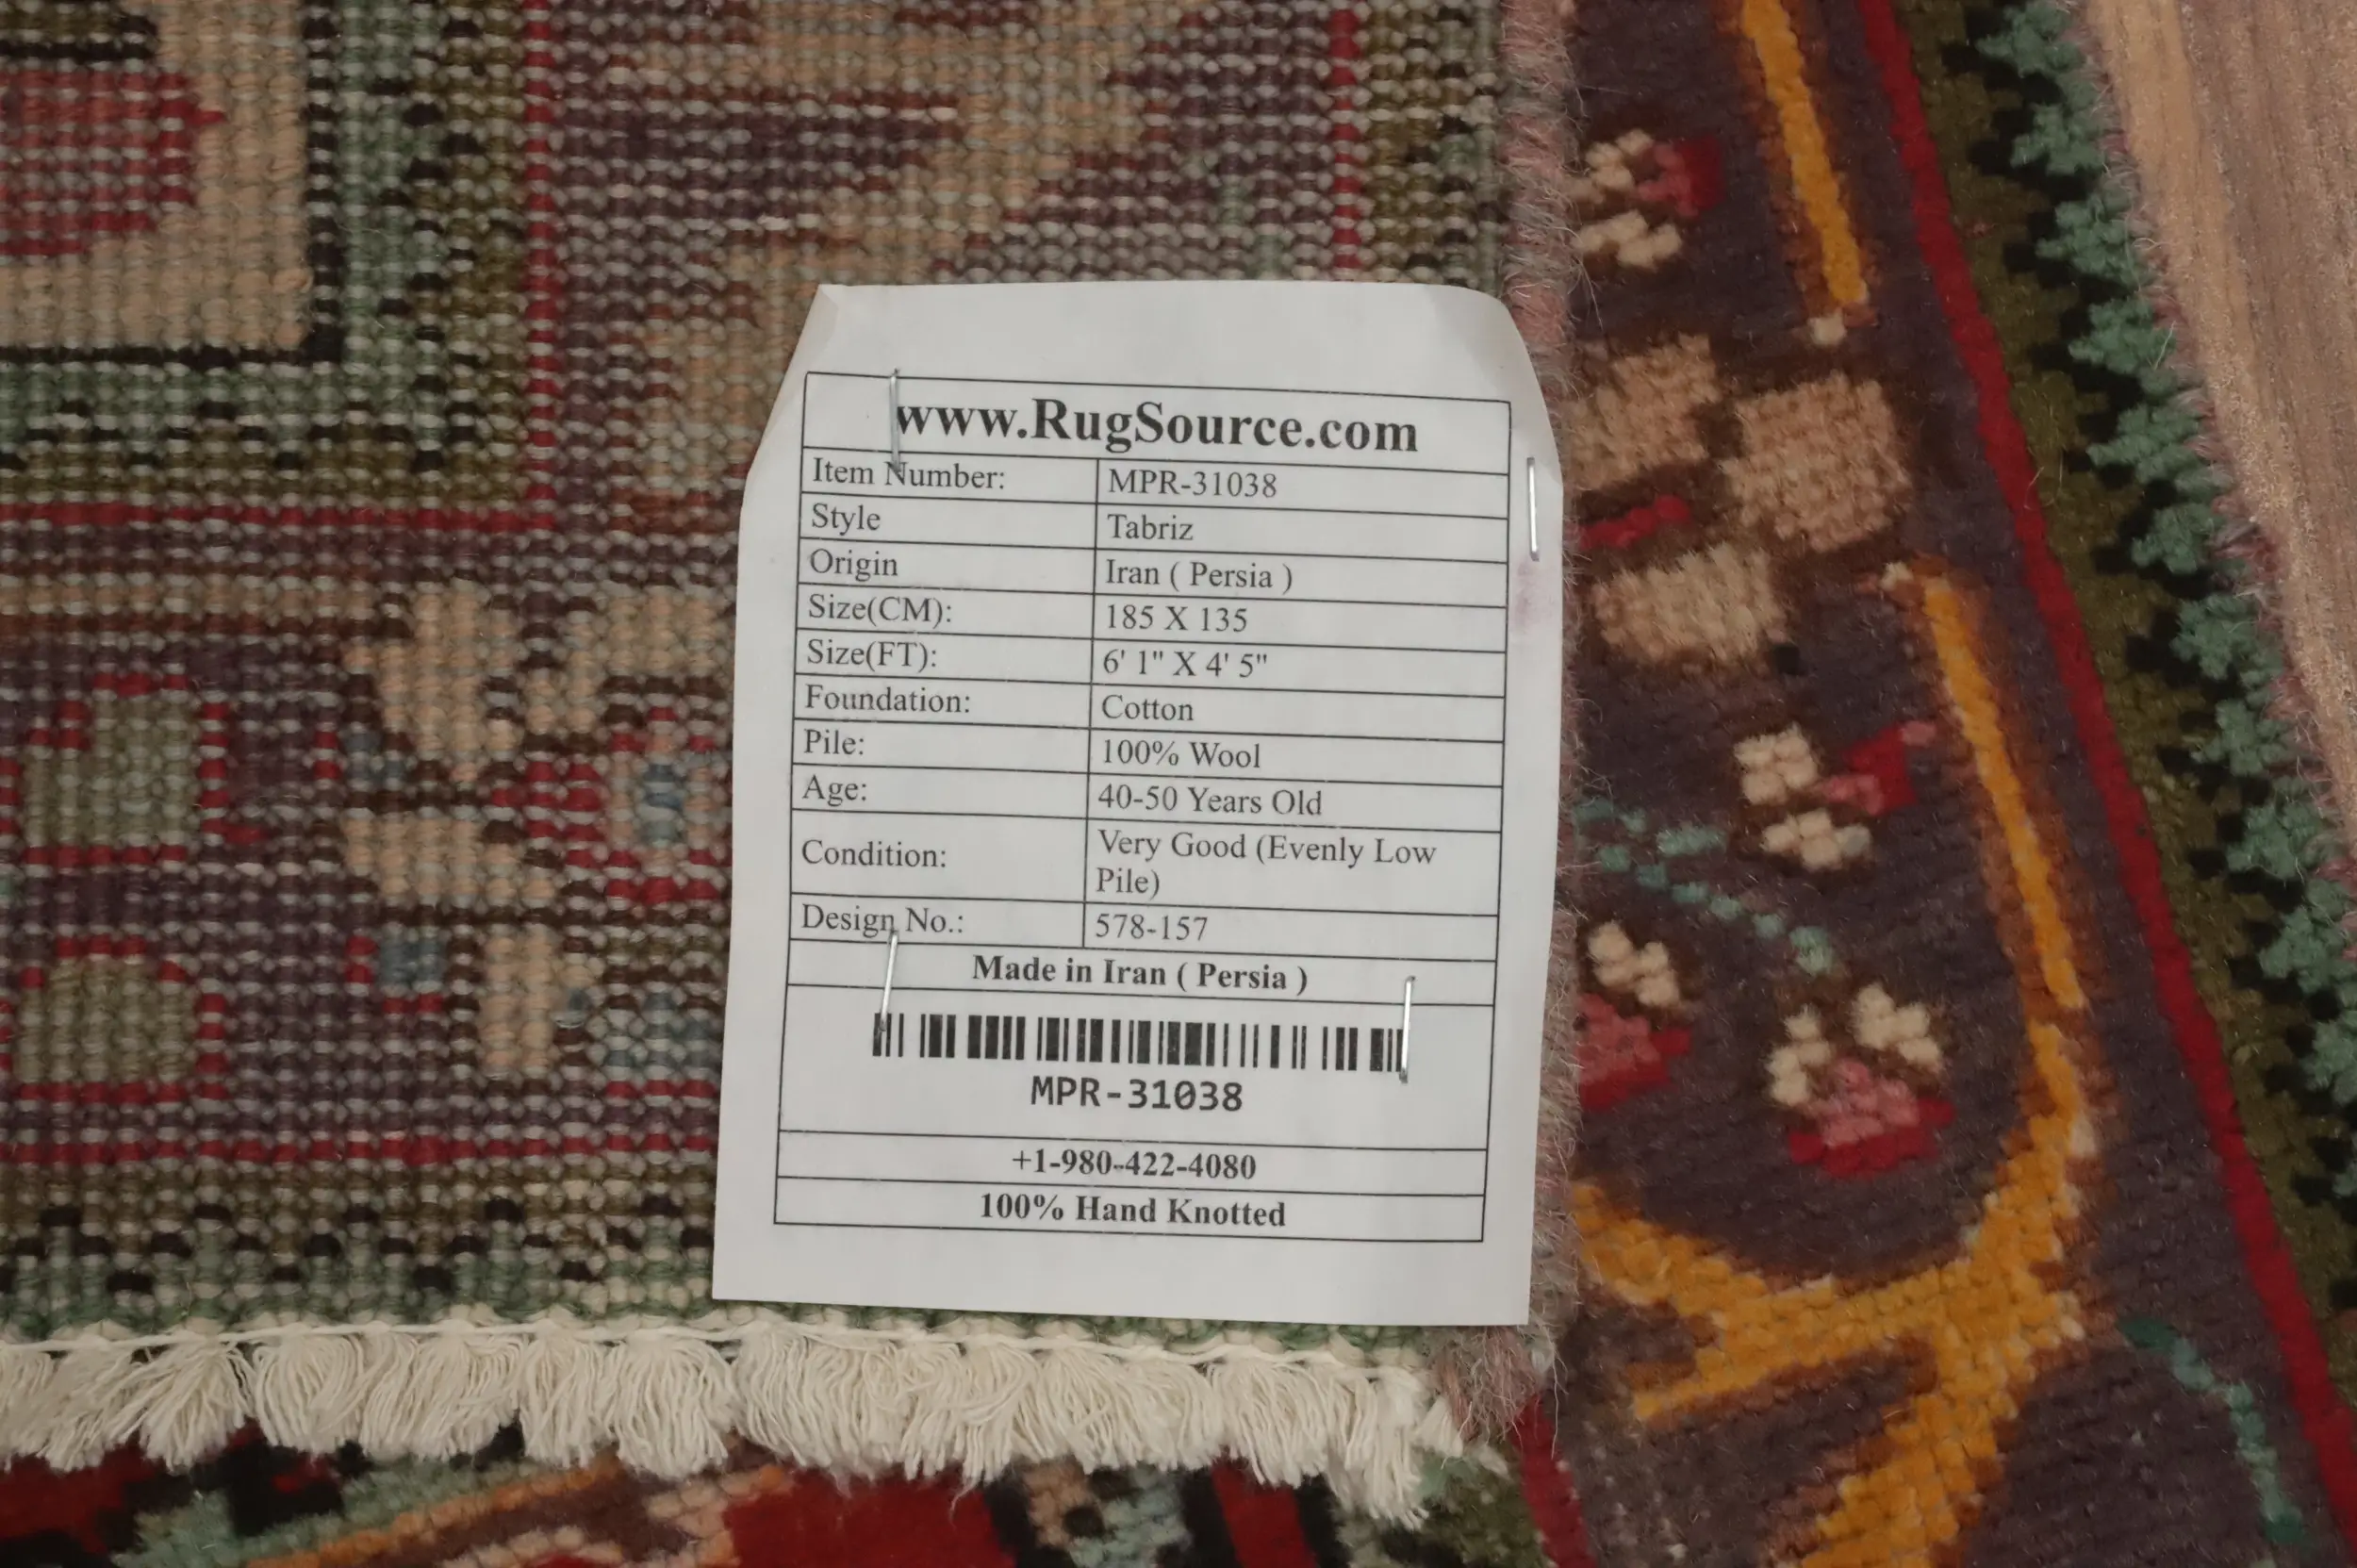 www.RugSource.com
Item Number: MPR-31038
Style Tabriz
Origin Iran ( Persia )
Size(CM): 185 X 135
Size(FT): 6' 1" X 4' 5"
Foundation: Cotton
Pile: 100% Wool
Age: 40-50 Years Old
Condition: Very Good (Evenly Low
Pile)
Design No.: 578-157
Made in Iran ( Persia )
MPR-31038
+1-980-422-4080
100% Hand Knotted